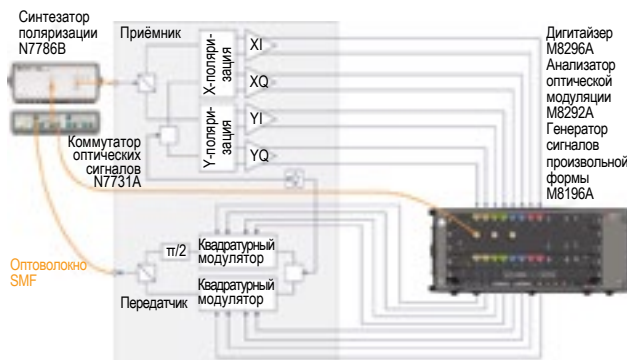 Синтезатор
поляризации
N7786B
Приёмник
X-поляри-
зация
XI
XQ
Y-поляри-
зация
YI
YQ
Дигитайзер
M8296A
Анализатор
оптической
модуляции
M8292A
Генератор
сигналов
произвольной
формы
M8196A
Коммутатор
оптических
сигналов
N7731A
Оптоволокно
SMF
π/2
Квадратурный
модулятор
Квадратурный
модулятор
Передатчик